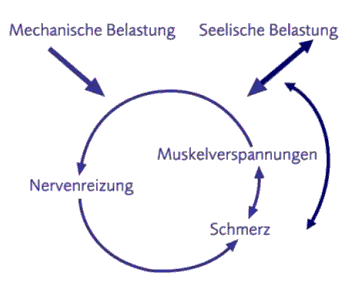 Mechanische Belastung
Seelische Belastung
Muskelverspannungen
Nervenreizung
Schmerz